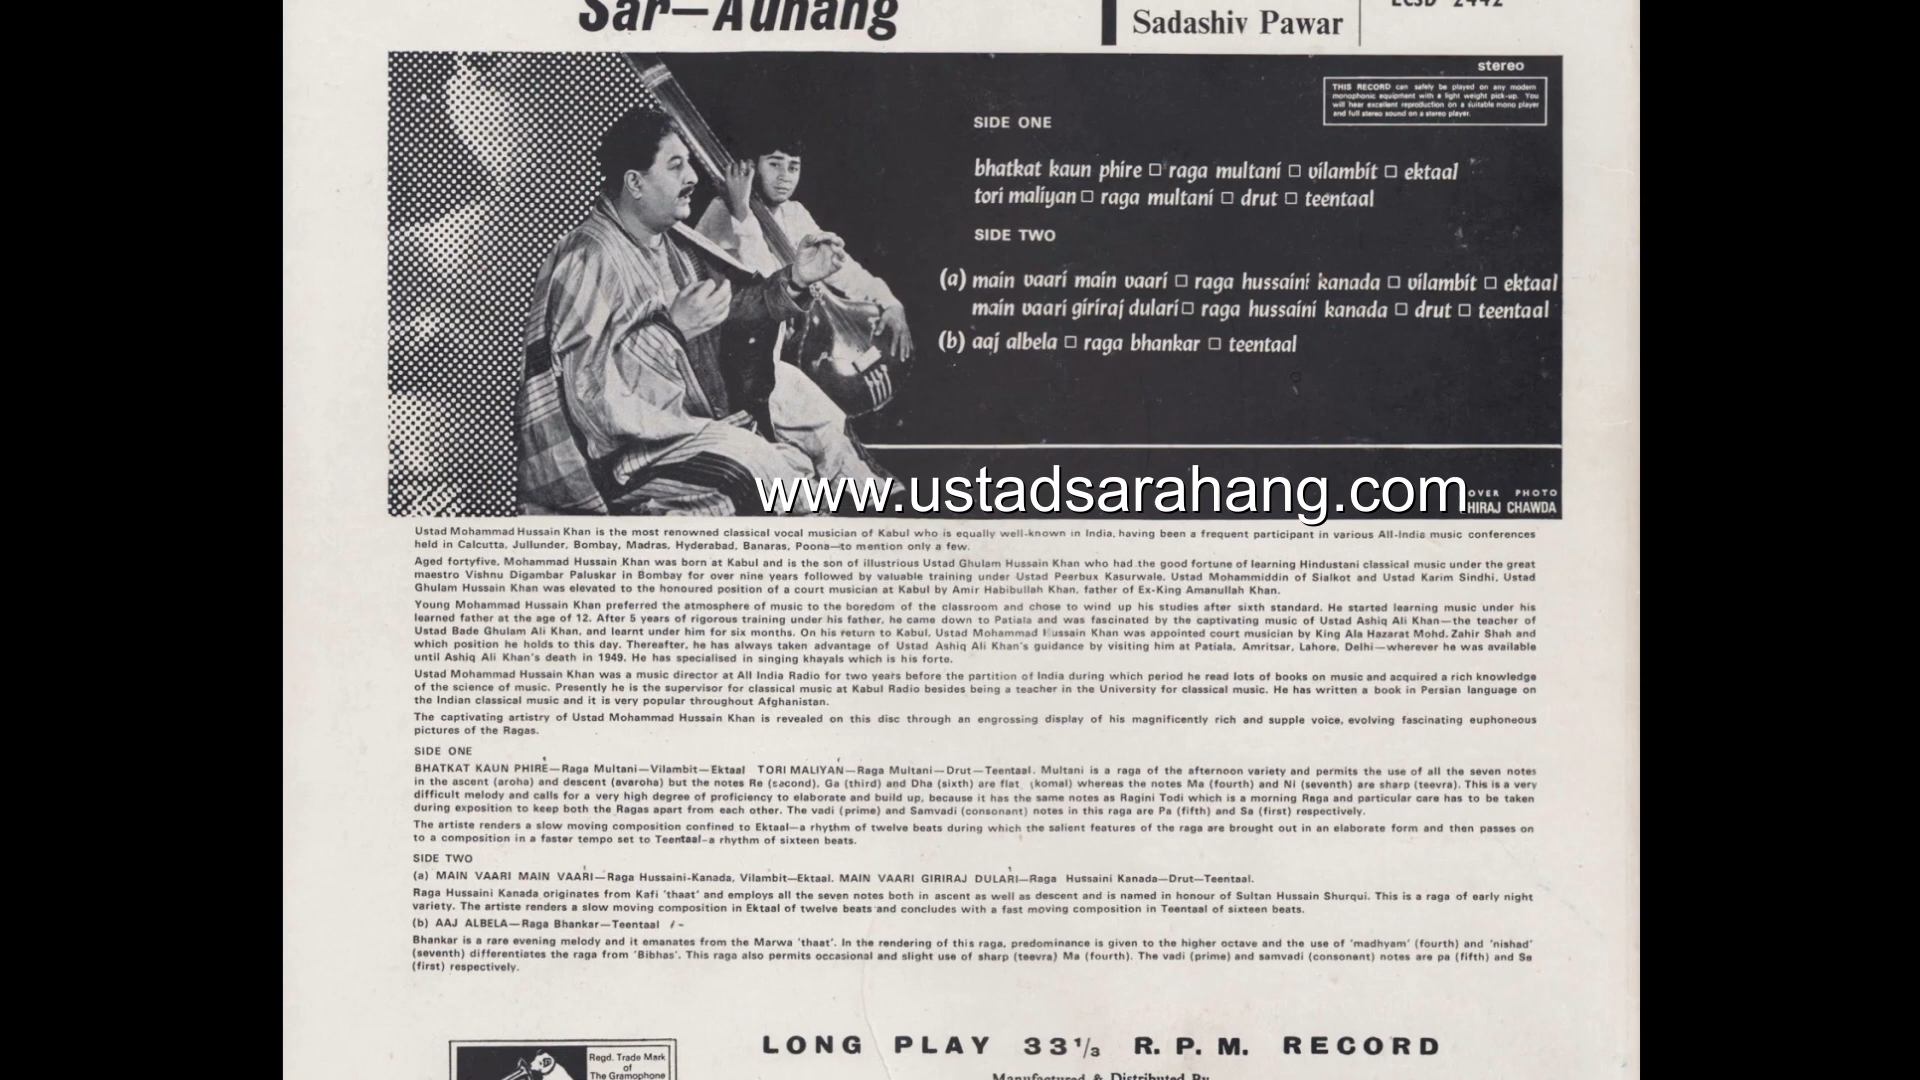 Sar—Auhang
Sadashiv Pawar
ECSD 2442
stereo
THIS RECORD can safely be played on any modern
monophonic equipment with a light weight pick-up. You
will hear excellent reproduction on a suitable mono player
and full stereo sound on a stereo player.
SIDE ONE
bhatkat kaun phire □ raga multani □ vilambit □ ektaal
tori maliyan □ raga multani □ drut □ teentaal
SIDE TWO
(a) main vaari main vaari □ raga hussaini kanada □ vilambit □ ektaal
main vaari giriraj dulari □ raga hussaini kanada □ drut □ teentaal
(b) aaj albela □ raga bhankar □ teentaal
www.ustadsarahang.com
OVER PHOTO
HIRAJ CHAWDA
Ustad Mohammad Hussain Khan is the most renowned classical vocal musician of Kabul who is equally well-known in India, having been a frequent participant in various All-India music conferences
held in Calcutta, Jullunder, Bombay, Madras, Hyderabad, Banaras, Poona—to mention only a few.
Aged fortyfive, Mohammad Hussain Khan was born at Kabul and is the son of illustrious Ustad Ghulam Hussain Khan who had the good fortune of learning Hindustani classical music under the great
maestro Vishnu Digambar Paluskar in Bombay for over nine years followed by valuable training under Ustad Peerbux Kasurwale, Ustad Mohammiddin of Sialkot and Ustad Karim Sindhi. Ustad
Ghulam Hussain Khan was elevated to the honoured position of a court musician at Kabul by Amir Habibullah Khan, father of Ex-King Amanullah Khan.
Young Mohammad Hussain Khan preferred the atmosphere of music to the boredom of the classroom and chose to wind up his studies after sixth standard. He started learning music under his
learned father at the age of 12. After 5 years of rigorous training under his father, he came down to Patiala and was fascinated by the captivating music of Ustad Ashiq Ali Khan—the teacher of
Ustad Bade Ghulam Ali Khan, and learnt under him for six months. On his return to Kabul, Ustad Mohammad Hussain Khan was appointed court musician by King Ala Hazarat Mohd. Zahir Shah and
which position he holds to this day. Thereafter, he has always taken advantage of Ustad Ashiq Ali Khan's guidance by visiting him at Patiala, Amritsar, Lahore, Delhi—wherever he was available
until Ashiq Ali Khan's death in 1949. He has specialised in singing khayals which is his forte.
Ustad Mohammad Hussain Khan was a music director at All India Radio for two years before the partition of India during which period he read lots of books on music and acquired a rich knowledge
of the science of music. Presently he is the supervisor for classical music at Kabul Radio besides being a teacher in the University for classical music. He has written a book in Persian language on
the Indian classical music and it is very popular throughout Afghanistan.
The captivating artistry of Ustad Mohammad Hussain Khan is revealed on this disc through an engrossing display of his magnificently rich and supple voice, evolving fascinating euphoneous
pictures of the Ragas.
SIDE ONE
BHATKAT KAUN PHIRE—Raga Multani—Vilambit—Ektaal TORI MALIYAN—Raga Multani—Drut—Teentaal. Multani is a raga of the afternoon variety and permits the use of all the seven notes
in the ascent (aroha) and descent (avaroha) but the notes Re (second), Ga (third) and Dha (sixth) are flat (komal) whereas the notes Ma (fourth) and NI (seventh) are sharp (teevra). This is a very
difficult melody and calls for a very high degree of proficiency to elaborate and build up, because it has the same notes as Ragini Todi which is a morning Raga and particular care has to be taken
during exposition to keep both the Ragas apart from each other. The vadi (prime) and Samvadi (consonant) notes in this raga are Pa (fifth) and Sa (first) respectively.
The artiste renders a slow moving composition confined to Ektaal—a rhythm of twelve beats during which the salient features of the raga are brought out in an elaborate form and then passes on
to a composition in a faster tempo set to Teentaal—a rhythm of sixteen beats.
SIDE TWO
(a) MAIN VAARI MAIN VAARI—Raga Hussaini-Kanada, Vilambit—Ektaal. MAIN VAARI GIRIRAJ DULARI—Raga Hussaini Kanada—Drut—Teentaal.
Raga Hussaini Kanada originates from Kafi 'thaat' and employs all the seven notes both in ascent as well as descent and is named in honour of Sultan Hussain Shurqui. This is a raga of early night
variety. The artiste renders a slow moving composition in Ektaal of twelve beats and concludes with a fast moving composition in Teentaal of sixteen beats.
(b) AAJ ALBELA—Raga Bhankar—Teentaal
Bhankar is a rare evening melody and it emanates from the Marwa 'thaat'. In the rendering of this raga, predominance is given to the higher octave and the use of 'madhyam' (fourth) and 'nishad'
(seventh) differentiates the raga from 'Bibhas'. This raga also permits occasional and slight use of sharp (teevra) Ma (fourth). The vadi (prime) and samvadi (consonent) notes are pa (fifth) and Sa
(first) respectively.
LONG PLAY 33⅓ R. P. M. RECORD
Regd. Trade Mark
of
The Gramophone
Manufactured & Distributed By